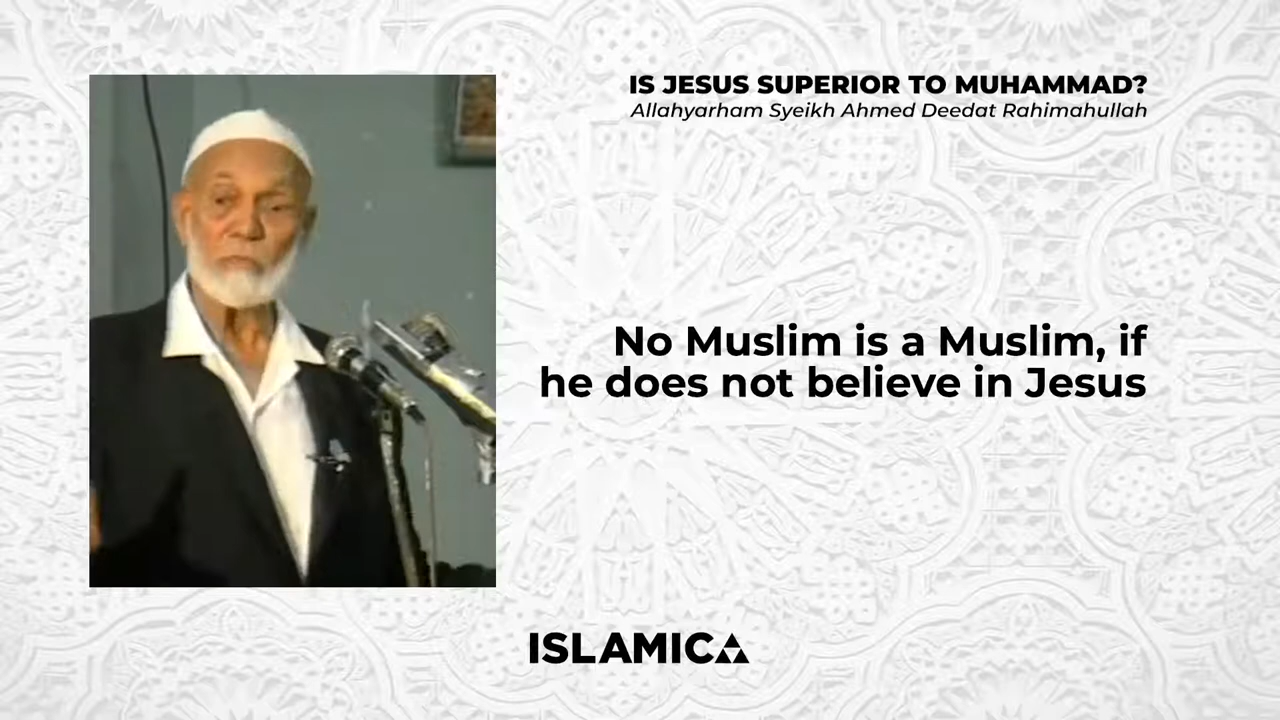 IS JESUS SUPERIOR TO MUHAMMAD?
Allahyarham Syeikh Ahmed Deedat Rahimahullah
No Muslim is a Muslim, if
he does not believe in Jesus
ISLAMICA